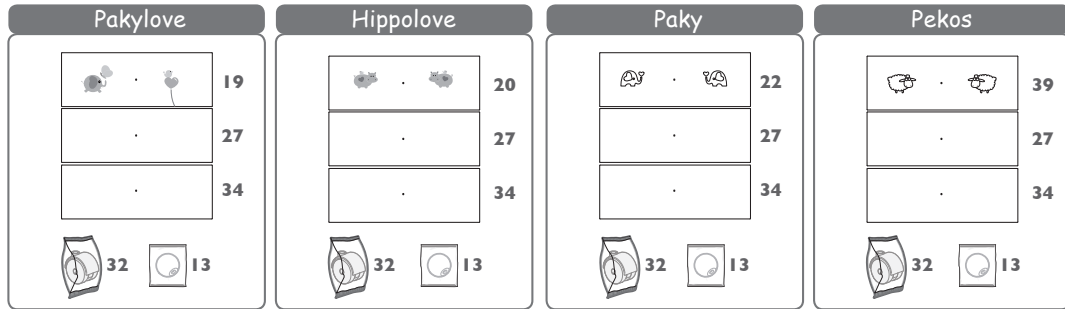 Pakylove Hippolove Paky Pekos
19 20 22 39
27 27 27 27
34 34 34 34
32 13 32 13 32 13 32 13